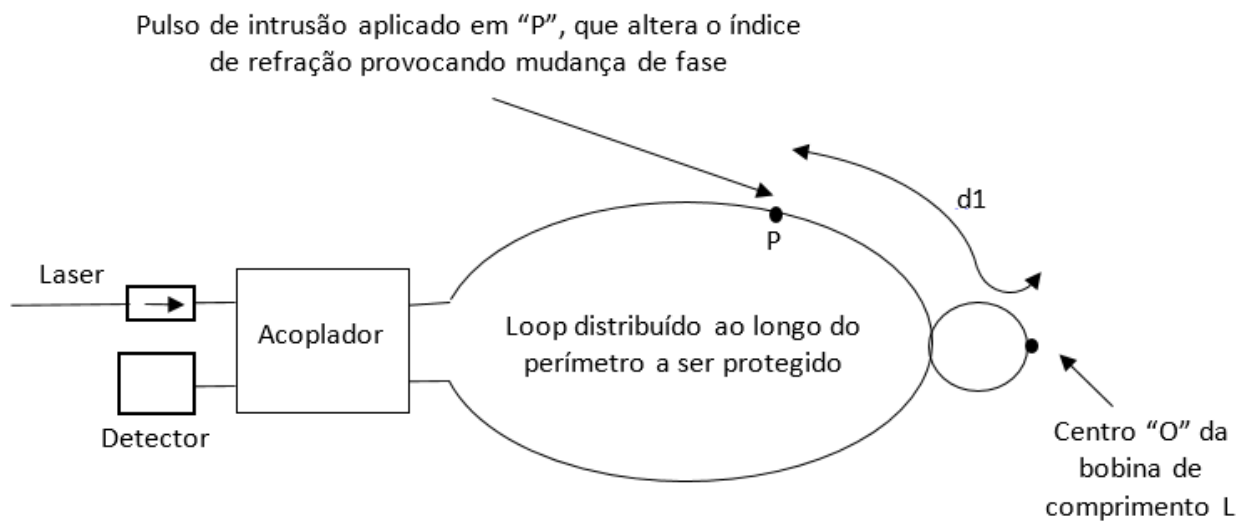 Pulso de intrusão aplicado em “P”, que altera o índice
de refração provocando mudança de fase
d1
P
Laser
Acoplador
Loop distribuído ao longo do
perímetro a ser protegido
Detector
Centro “O” da
bobina de
comprimento L